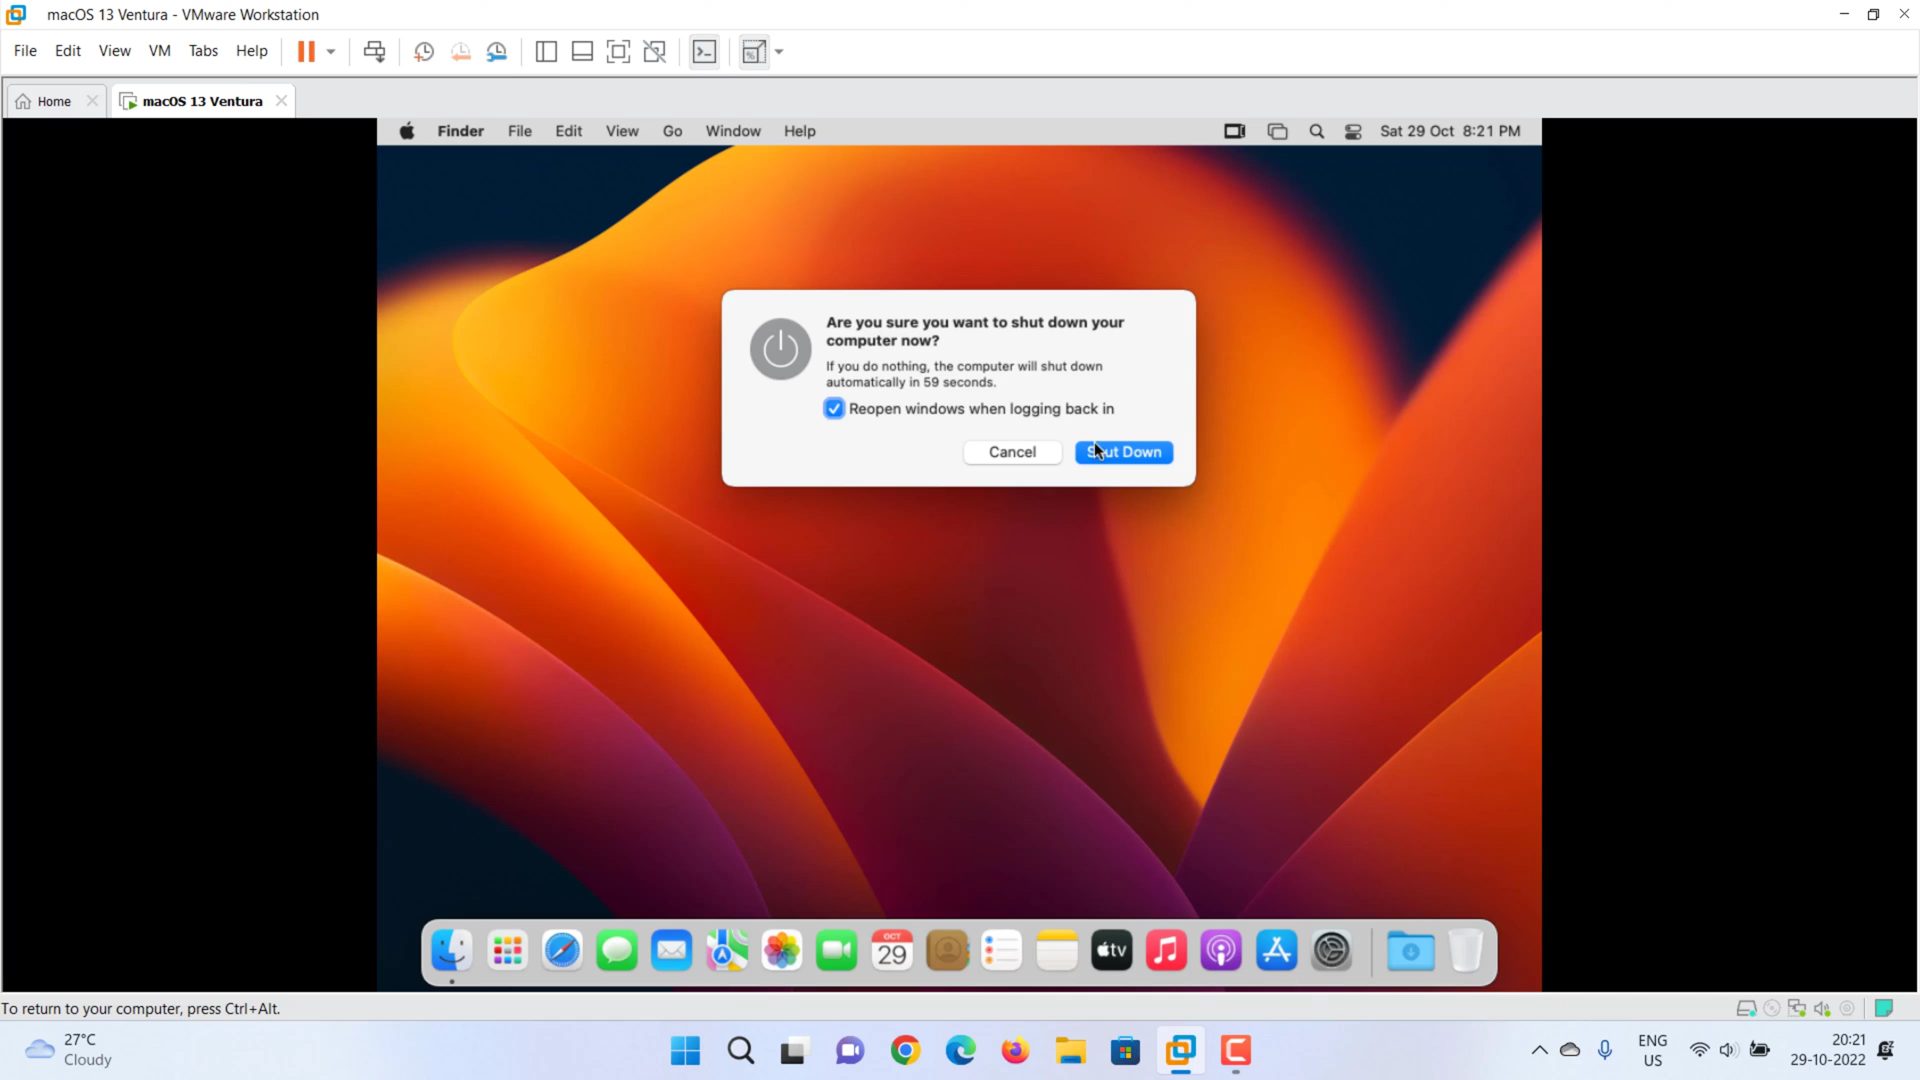 macOS 13 Ventura - VMware Workstation
File Edit View VM Tabs Help
Home
macOS 13 Ventura
Finder File Edit View Go Window Help
Sat 29 Oct 8:21 PM
Are you sure you want to shut down your
computer now?
If you do nothing, the computer will shut down
automatically in 59 seconds.
Reopen windows when logging back in
Cancel
Shut Down
OCT
29
tv
To return to your computer, press Ctrl+Alt.
27°C
Cloudy
ENG
US
20:21
29-10-2022